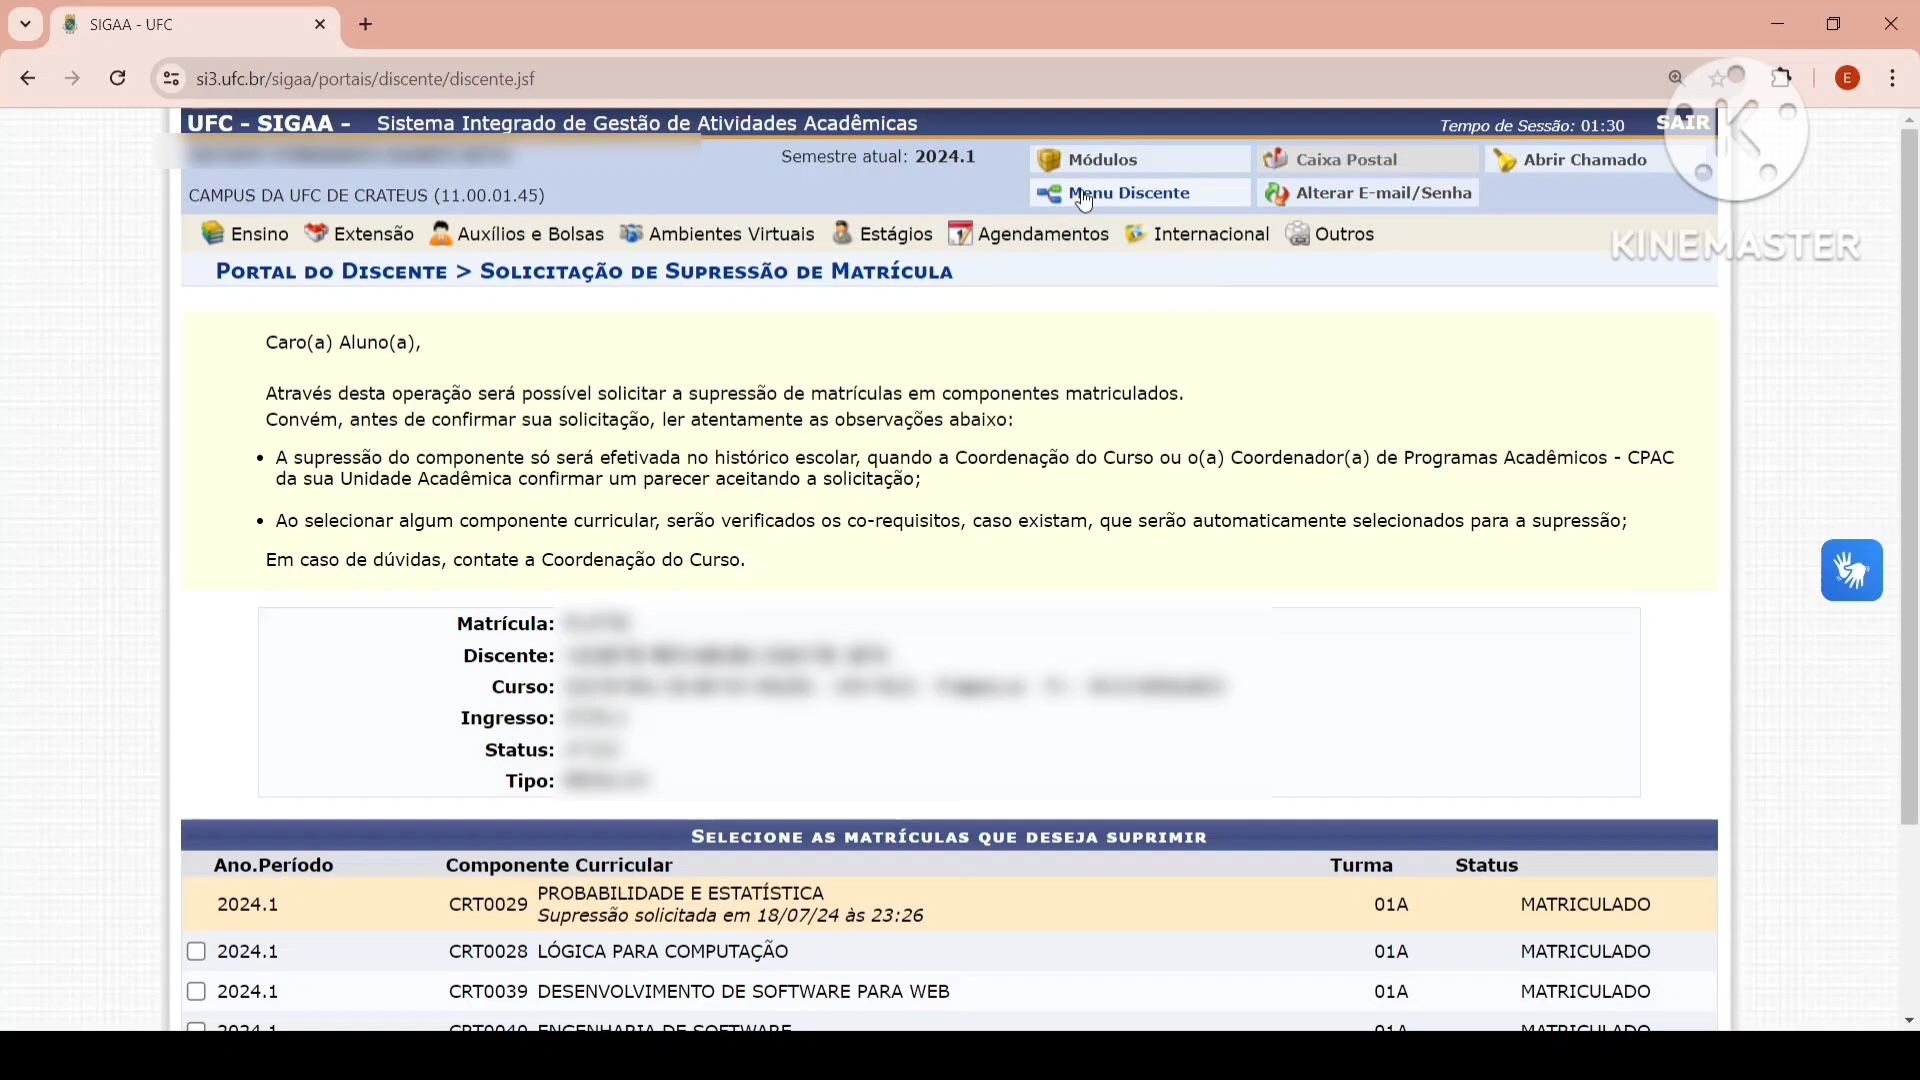 SIGAA - UFC
si3.ufc.br/sigaa/portais/discente/discente.jsf
E
UFC - SIGAA - Sistema Integrado de Gestão de Atividades Acadêmicas
Tempo de Sessão: 01:30 SAIR
Semestre atual: 2024.1
Módulos Caixa Postal Abrir Chamado
CAMPUS DA UFC DE CRATEUS (11.00.01.45)
Menu Discente Alterar E-mail/Senha
Ensino Extensão Auxílios e Bolsas Ambientes Virtuais Estágios Agendamentos Internacional Outros
KINEMASTER
PORTAL DO DISCENTE > SOLICITAÇÃO DE SUPRESSÃO DE MATRÍCULA
Caro(a) Aluno(a),
Através desta operação será possível solicitar a supressão de matrículas em componentes matriculados.
Convém, antes de confirmar sua solicitação, ler atentamente as observações abaixo:
• A supressão do componente só será efetivada no histórico escolar, quando a Coordenação do Curso ou o(a) Coordenador(a) de Programas Acadêmicos - CPAC
da sua Unidade Acadêmica confirmar um parecer aceitando a solicitação;
• Ao selecionar algum componente curricular, serão verificados os co-requisitos, caso existam, que serão automaticamente selecionados para a supressão;
Em caso de dúvidas, contate a Coordenação do Curso.
Matrícula:
Discente:
Curso:
Ingresso:
Status:
Tipo:
SELECIONE AS MATRÍCULAS QUE DESEJA SUPRIMIR
Ano.Período Componente Curricular Turma Status
2024.1 CRT0029 PROBABILIDADE E ESTATÍSTICA 01A MATRICULADO
Supressão solicitada em 18/07/24 às 23:26
2024.1 CRT0028 LÓGICA PARA COMPUTAÇÃO 01A MATRICULADO
2024.1 CRT0039 DESENVOLVIMENTO DE SOFTWARE PARA WEB 01A MATRICULADO
2024.1 CRT0040 ENGENHARIA DE SOFTWARE 01A MATRICULADO